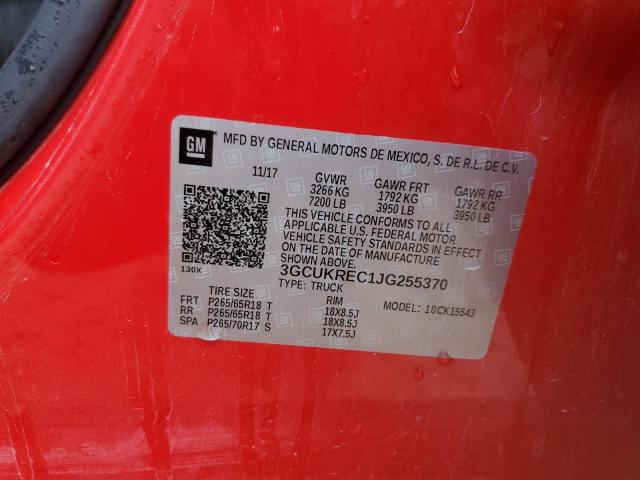 GM
MFD BY GENERAL MOTORS DE MEXICO, S. DE R.L. DE C.V.
11/17 GVWR GAWR FRT GAWR RR
3266 KG 1792 KG 1792 KG
7200 LB 3950 LB 3950 LB
THIS VEHICLE CONFORMS TO ALL
APPLICABLE U.S. FEDERAL MOTOR
VEHICLE SAFETY STANDARDS IN EFFECT
ON THE DATE OF MANUFACTURE
SHOWN ABOVE.
130X
3GCUKREC1JG255370
TYPE: TRUCK
TIRE SIZE RIM MODEL: 10CK15543
FRT P265/65R18 T 18X8.5J
RR P265/65R18 T 18X8.5J
SPA P265/70R17 S 17X7.5J